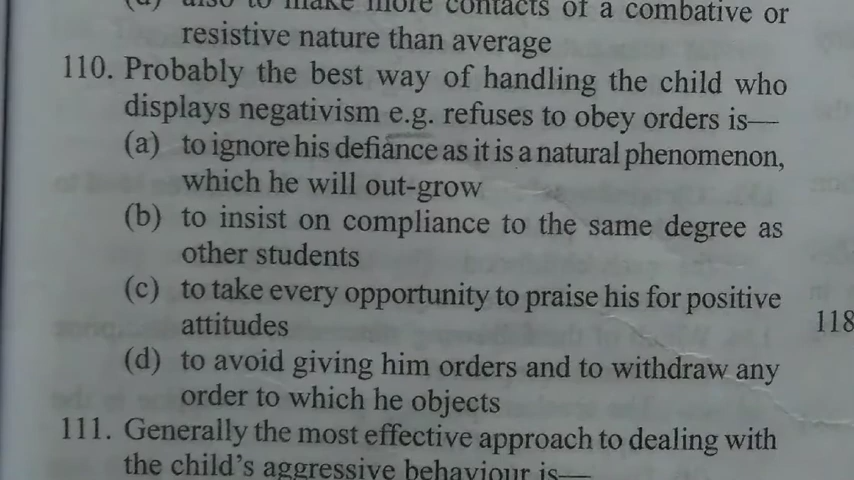 (d) also to make more contacts of a combative or
resistive nature than average
110. Probably the best way of handling the child who
displays negativism e.g. refuses to obey orders is—
(a) to ignore his defiance as it is a natural phenomenon,
which he will out-grow
(b) to insist on compliance to the same degree as
other students
(c) to take every opportunity to praise his for positive
attitudes
(d) to avoid giving him orders and to withdraw any
order to which he objects
111. Generally the most effective approach to dealing with
the child's aggressive behaviour is—
118